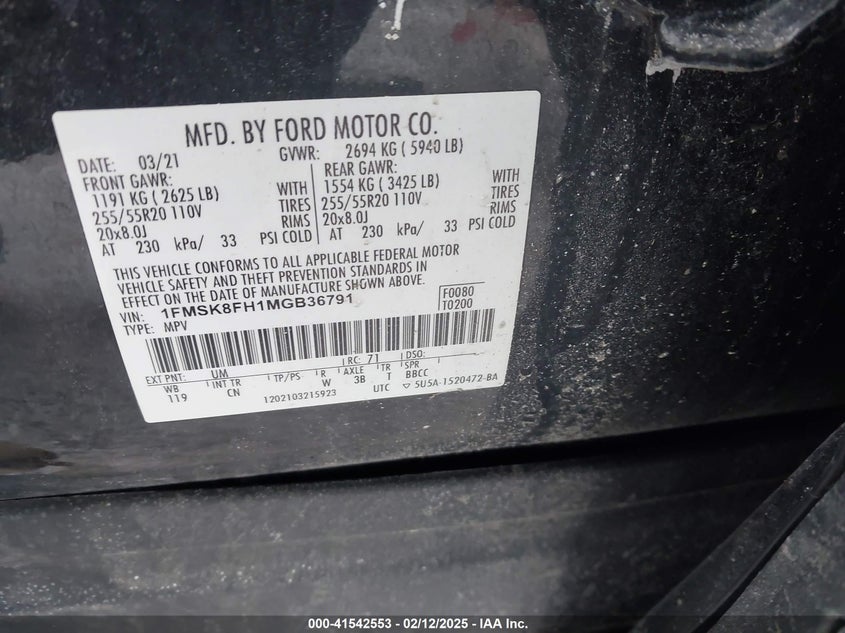 MFD. BY FORD MOTOR CO.
DATE: 03/21 GVWR: 2694 KG ( 5940 LB)
FRONT GAWR: REAR GAWR:
1191 KG ( 2625 LB) WITH 1554 KG ( 3425 LB) WITH
255/55R20 110V TIRES 255/55R20 110V TIRES
20x8.0J RIMS 20x8.0J RIMS
AT 230 kPa/ 33 PSI COLD AT 230 kPa/ 33 PSI COLD
THIS VEHICLE CONFORMS TO ALL APPLICABLE FEDERAL MOTOR
VEHICLE SAFETY AND THEFT PREVENTION STANDARDS IN
EFFECT ON THE DATE OF MANUFACTURE SHOWN ABOVE.
VIN: 1FMSK8FH1MGB36791 F0080
TYPE: MPV T0200
EXT PNT: UM RC: 71 DSO:
WB INT TR TP/PS R AXLE TR SPR
119 CN W 3B T BBCC
1202103215923 UTC 5U5A-1520472-BA
000-41542553 - 02/12/2025 - IAA Inc.